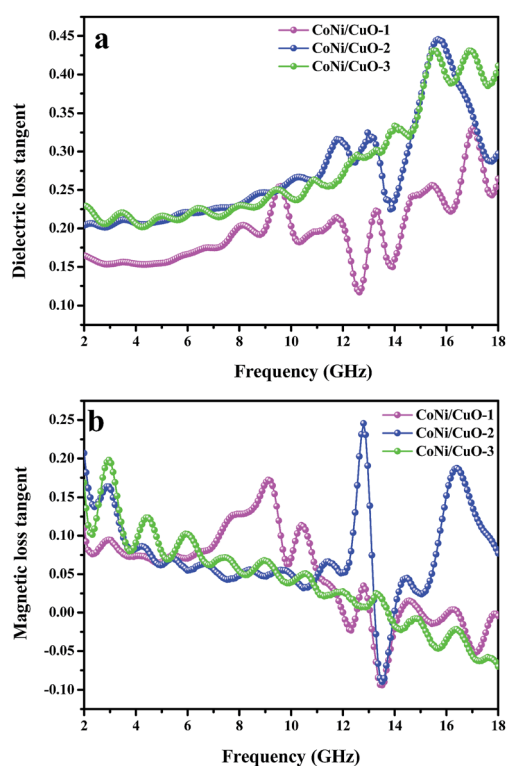 a
CoNi/CuO-1
CoNi/CuO-2
CoNi/CuO-3
Dielectric loss tangent
0.45
0.40
0.35
0.30
0.25
0.20
0.15
0.10
2 4 6 8 10 12 14 16 18
Frequency (GHz)
b
CoNi/CuO-1
CoNi/CuO-2
CoNi/CuO-3
Magnetic loss tangent
0.25
0.20
0.15
0.10
0.05
0.00
-0.05
-0.10
2 4 6 8 10 12 14 16 18
Frequency (GHz)